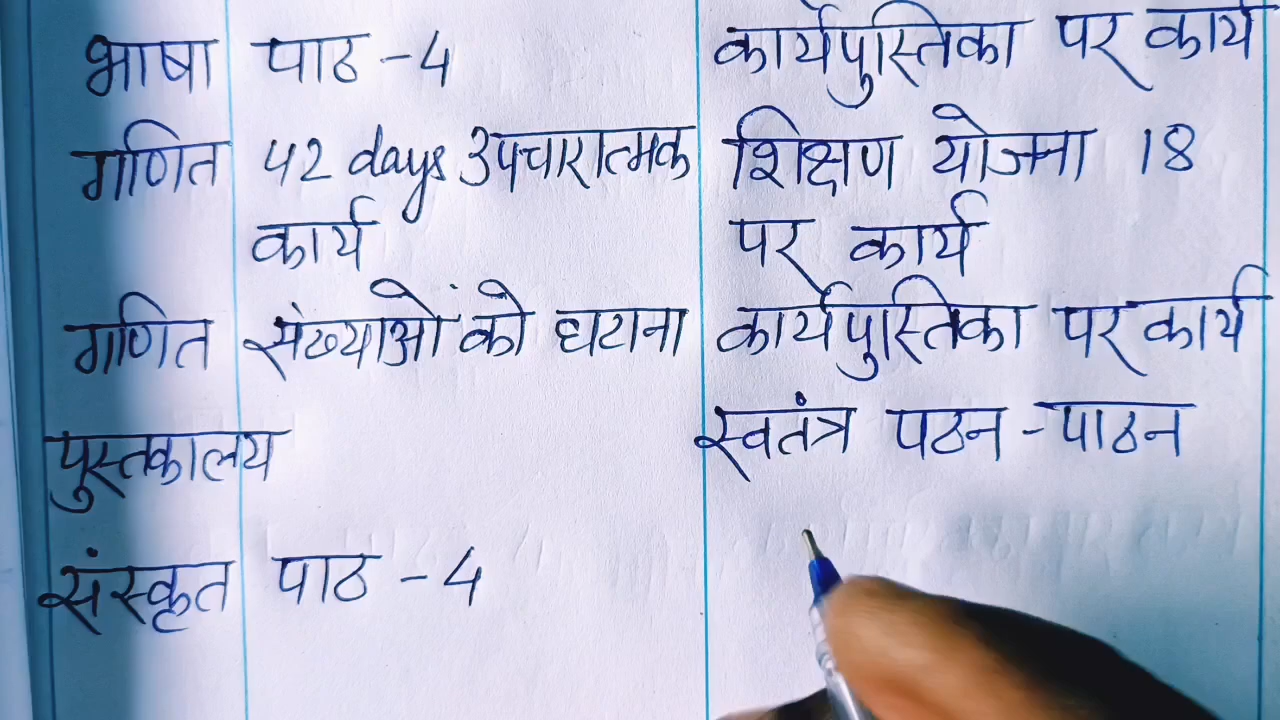 भाषा पाठ -4 कार्यपुस्तिका पर कार्य
गणित 42 days उपचारात्मक शिक्षण योजना 18
कार्य पर कार्य
गणित संख्याओं को घटाना कार्यपुस्तिका पर कार्य
पुस्तकालय स्वतंत्र पठन-पाठन
संस्कृत पाठ -4